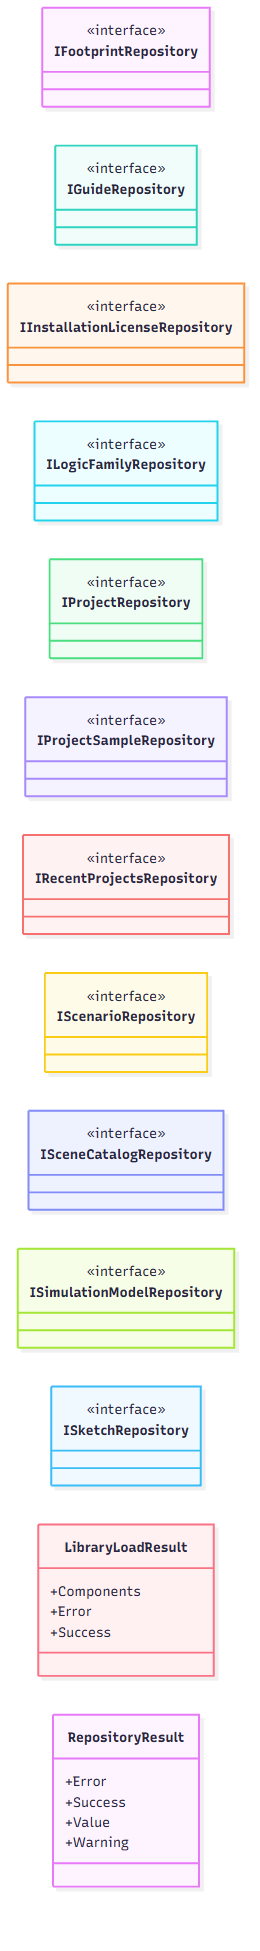 «interface»
IFootprintRepository
«interface»
IGuideRepository
«interface»
IInstallationLicenseRepository
«interface»
ILogicFamilyRepository
«interface»
IProjectRepository
«interface»
IProjectSampleRepository
«interface»
IRecentProjectsRepository
«interface»
IScenarioRepository
«interface»
ISceneCatalogRepository
«interface»
ISimulationModelRepository
«interface»
ISketchRepository
LibraryLoadResult
+Components
+Error
+Success
RepositoryResult
+Error
+Success
+Value
+Warning